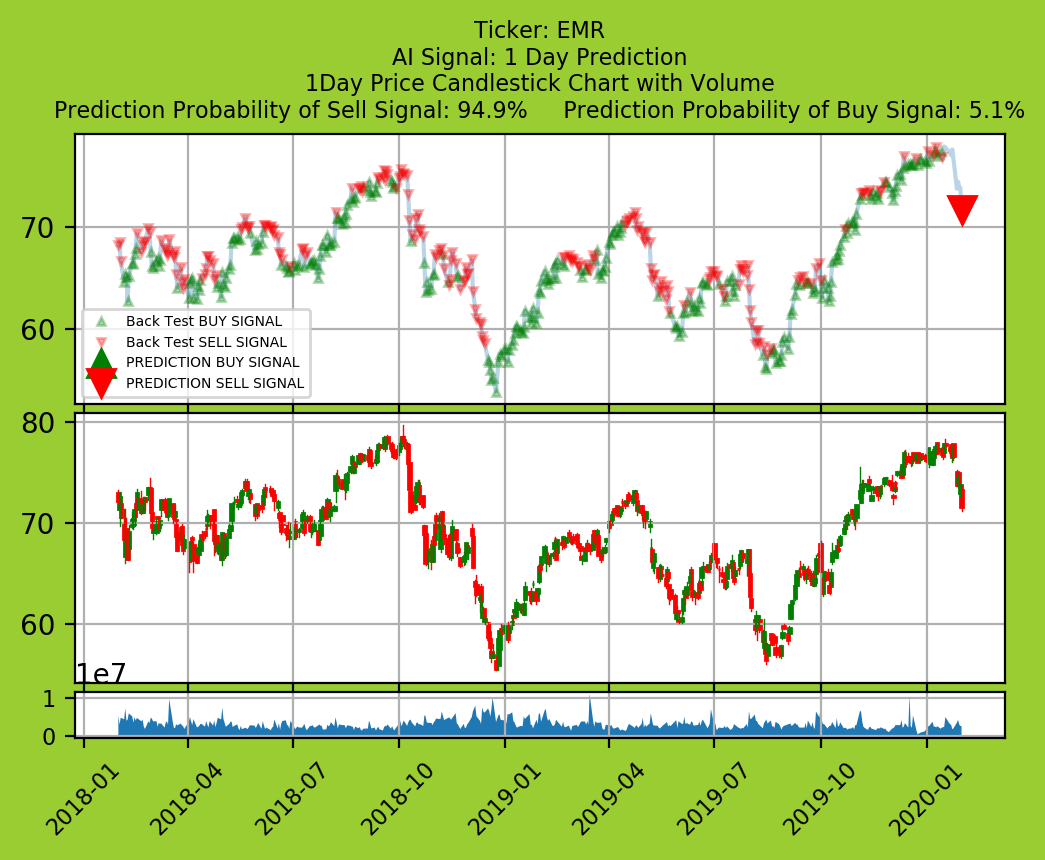 Ticker: EMR
AI Signal: 1 Day Prediction
1Day Price Candlestick Chart with Volume
Prediction Probability of Sell Signal: 94.9% Prediction Probability of Buy Signal: 5.1%
70
60
Back Test BUY SIGNAL
Back Test SELL SIGNAL
PREDICTION BUY SIGNAL
PREDICTION SELL SIGNAL
80
70
60
1e7
1
0
2018-01 2018-04 2018-07 2018-10 2019-01 2019-04 2019-07 2019-10 2020-01